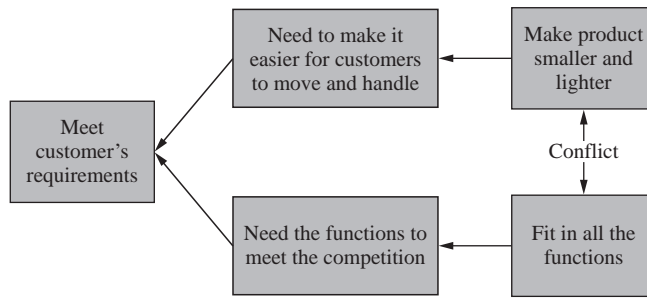 Need to make it
easier for customers
to move and handle
Make product
smaller and
lighter
Meet
customer's
requirements
Conflict
Need the functions to
meet the competition
Fit in all the
functions